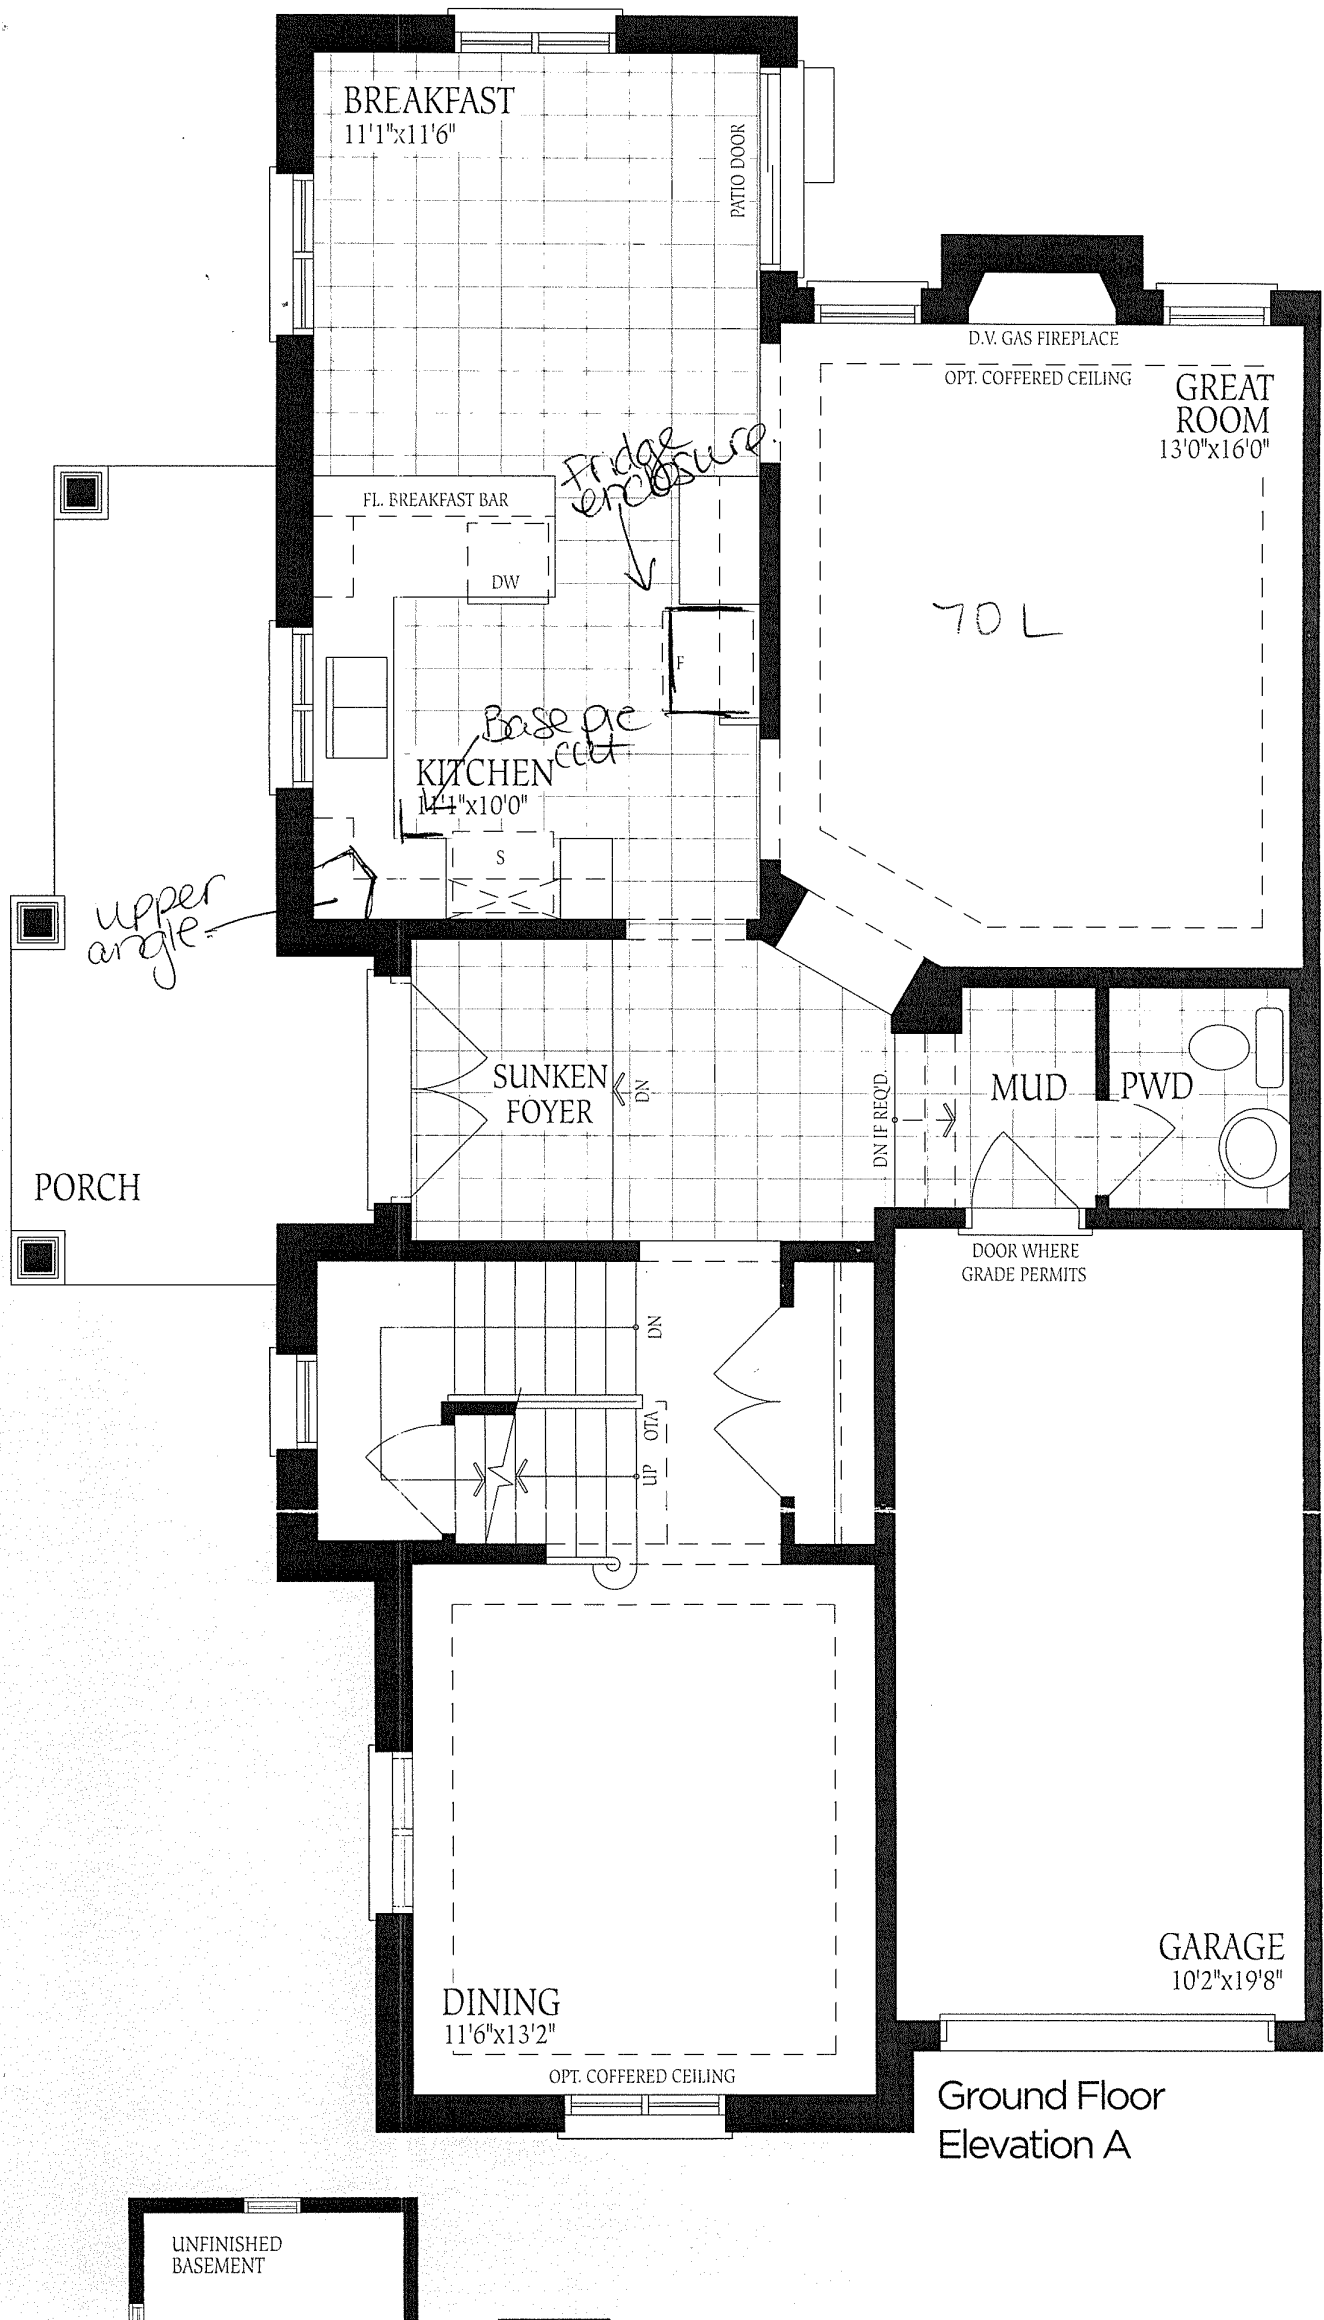 BREAKFAST
11'1"x11'6"
PATIO DOOR
D.V. GAS FIREPLACE
OPT. COFFERED CEILING
GREAT
ROOM
13'0"x16'0"
Fridge
enclosure.
FL. BREAKFAST BAR
DW
70 L
F
Base pie
cut
KITCHEN
11'1"x10'0"
S
upper
angle
SUNKEN
FOYER
DN
DN IF REQ'D.
MUD
PWD
PORCH
DOOR WHERE
GRADE PERMITS
DN
OTA
UP
DINING
11'6"x13'2"
OPT. COFFERED CEILING
GARAGE
10'2"x19'8"
Ground Floor
Elevation A
UNFINISHED
BASEMENT